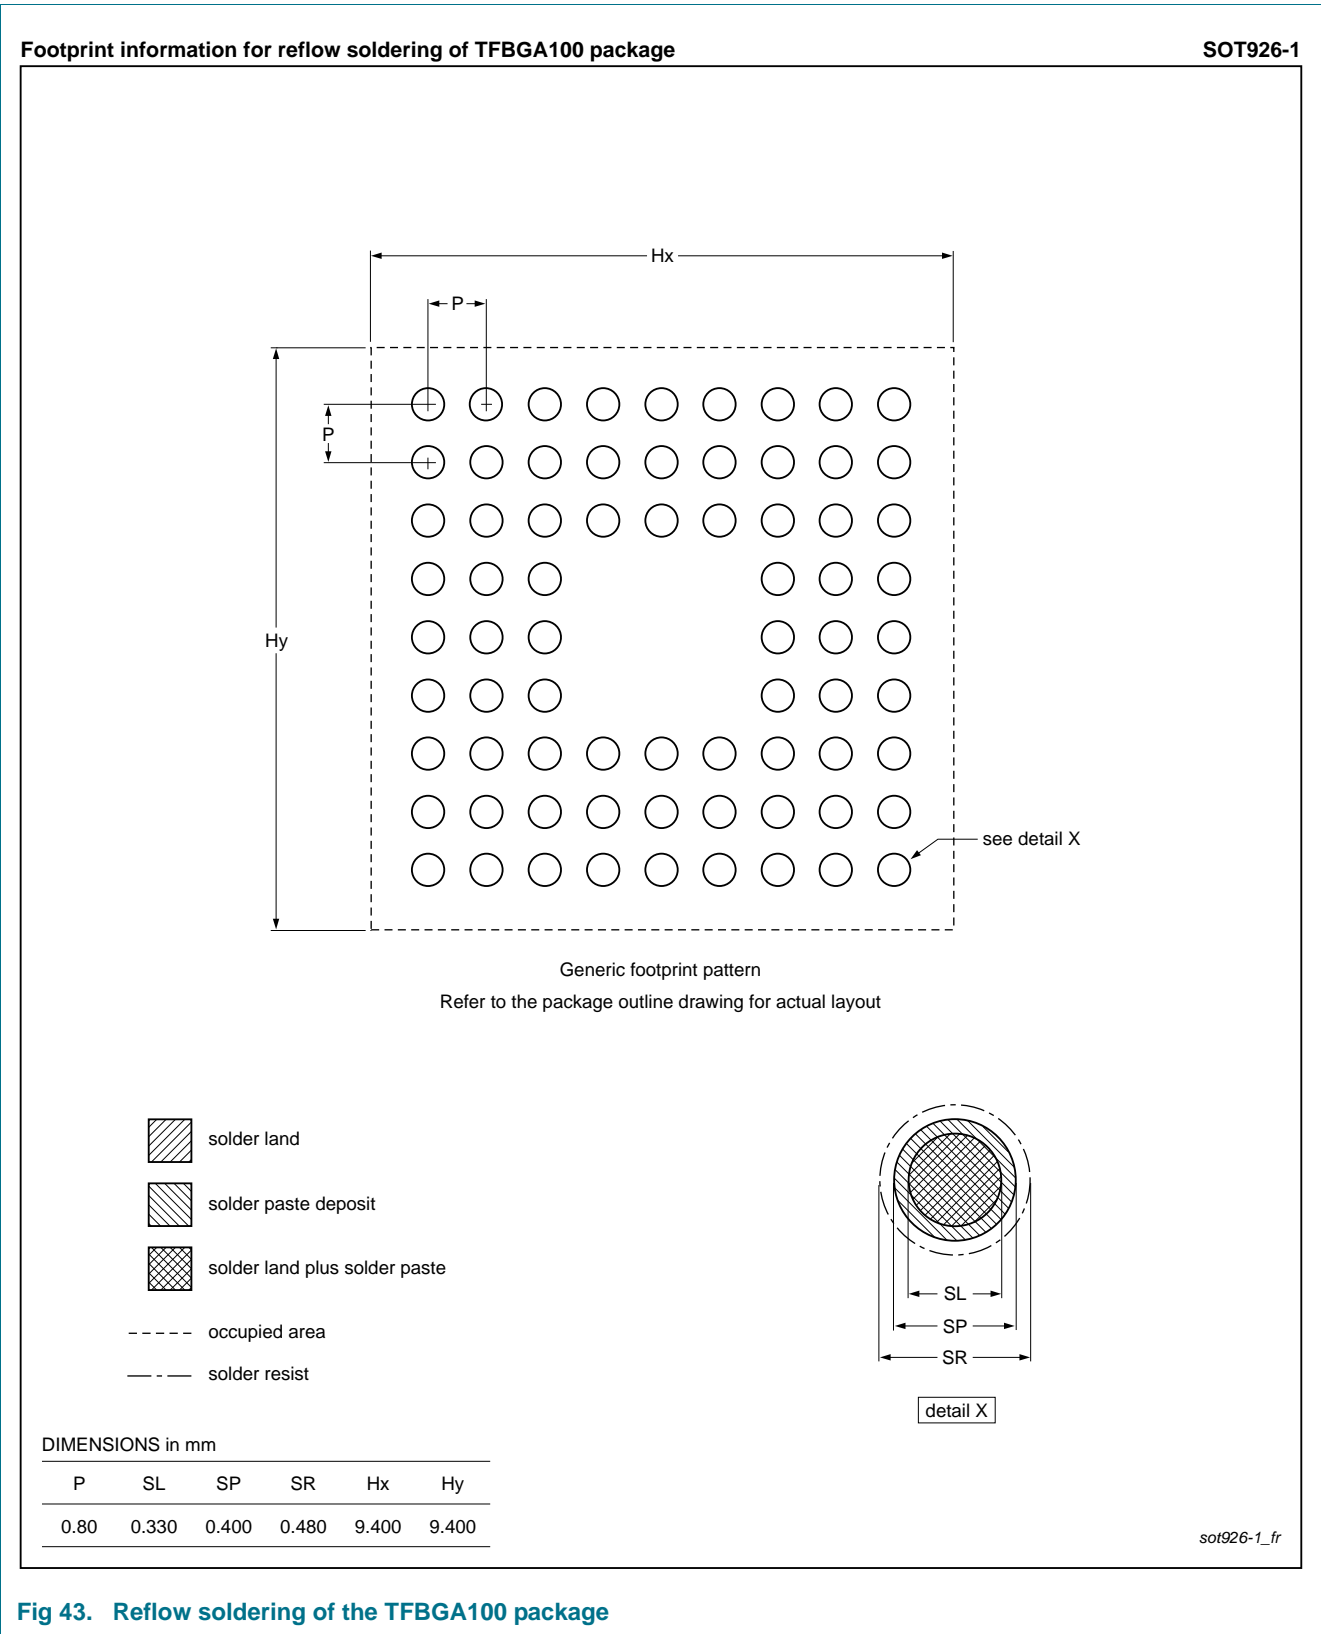 Footprint information for reflow soldering of TFBGA100 package SOT926-1
Hx
P
P
Hy
see detail X
Generic footprint pattern
Refer to the package outline drawing for actual layout
solder land
solder paste deposit
solder land plus solder paste
occupied area
solder resist
SL
SP
SR
detail X
DIMENSIONS in mm
P SL SP SR Hx Hy
0.80 0.330 0.400 0.480 9.400 9.400
sot926-1_fr
Fig 43. Reflow soldering of the TFBGA100 package